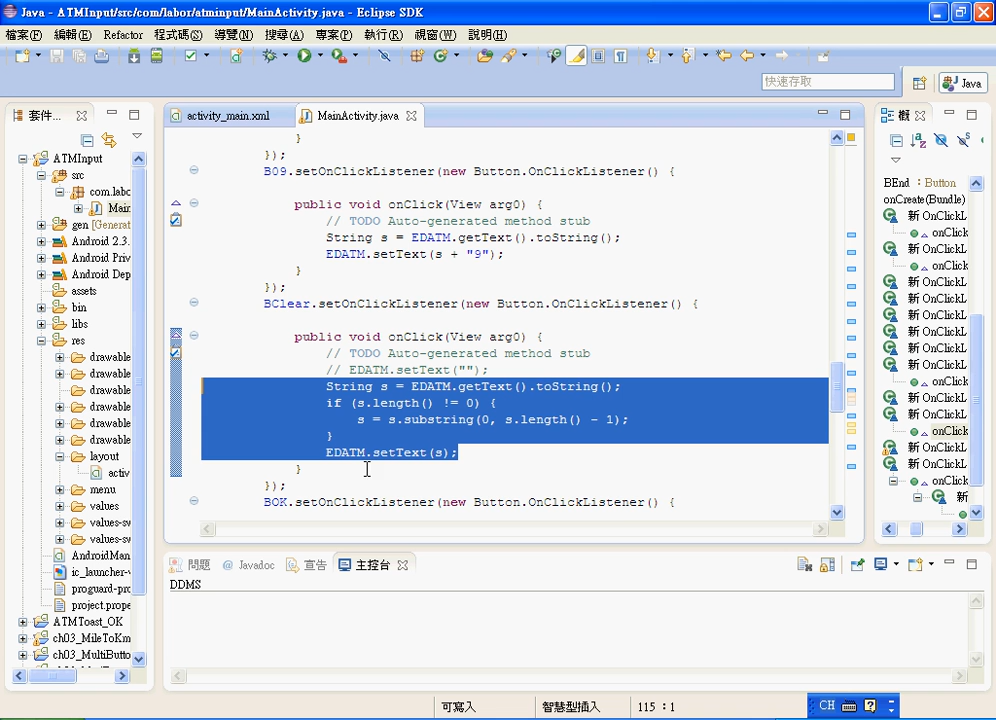 Java - ATMInput/src/com/labor/atminput/MainActivity.java - Eclipse SDK
檔案(F) 編輯(E) Refactor 程式碼(S) 導覽(N) 搜尋(A) 專案(P) 執行(R) 視窗(W) 說明(H)
快速存取
Java
套件...
ATMInput
src
com.labc
Main
gen [Generat
Android 2.3.
Android Priv
Android Dep
assets
bin
libs
res
drawable
drawable
drawable
drawable
drawable
drawable
layout
activ
menu
values
values-sv
values-sv
AndroidMan
ic_launcher-
proguard-pro
project.prope
ATMToast_OK
ch03_MileToKm
ch03_MultiButto
activity_main.xml
MainActivity.java
}
});
B09.setOnClickListener(new Button.OnClickListener() {
public void onClick(View arg0) {
// TODO Auto-generated method stub
String s = EDATM.getText().toString();
EDATM.setText(s + "9");
}
});
BClear.setOnClickListener(new Button.OnClickListener() {
public void onClick(View arg0) {
// TODO Auto-generated method stub
// EDATM.setText("");
String s = EDATM.getText().toString();
if (s.length() != 0) {
s = s.substring(0, s.length() - 1);
}
EDATM.setText(s);
}
});
BOK.setOnClickListener(new Button.OnClickListener() {
概
BEnd : Button
onCreate(Bundle)
新 OnClickL
onClick
新 OnClickL
onClick
新 OnClickL
新 OnClickL
新 OnClickL
新 OnClickL
新 OnClickL
新 OnClickL
onClick
新 OnClickL
新 OnClickL
onClick
新 OnClickL
新 OnClickL
onClick
新
問題
@ Javadoc
宣告
主控台
DDMS
可寫入
智慧型插入
115 : 1
CH